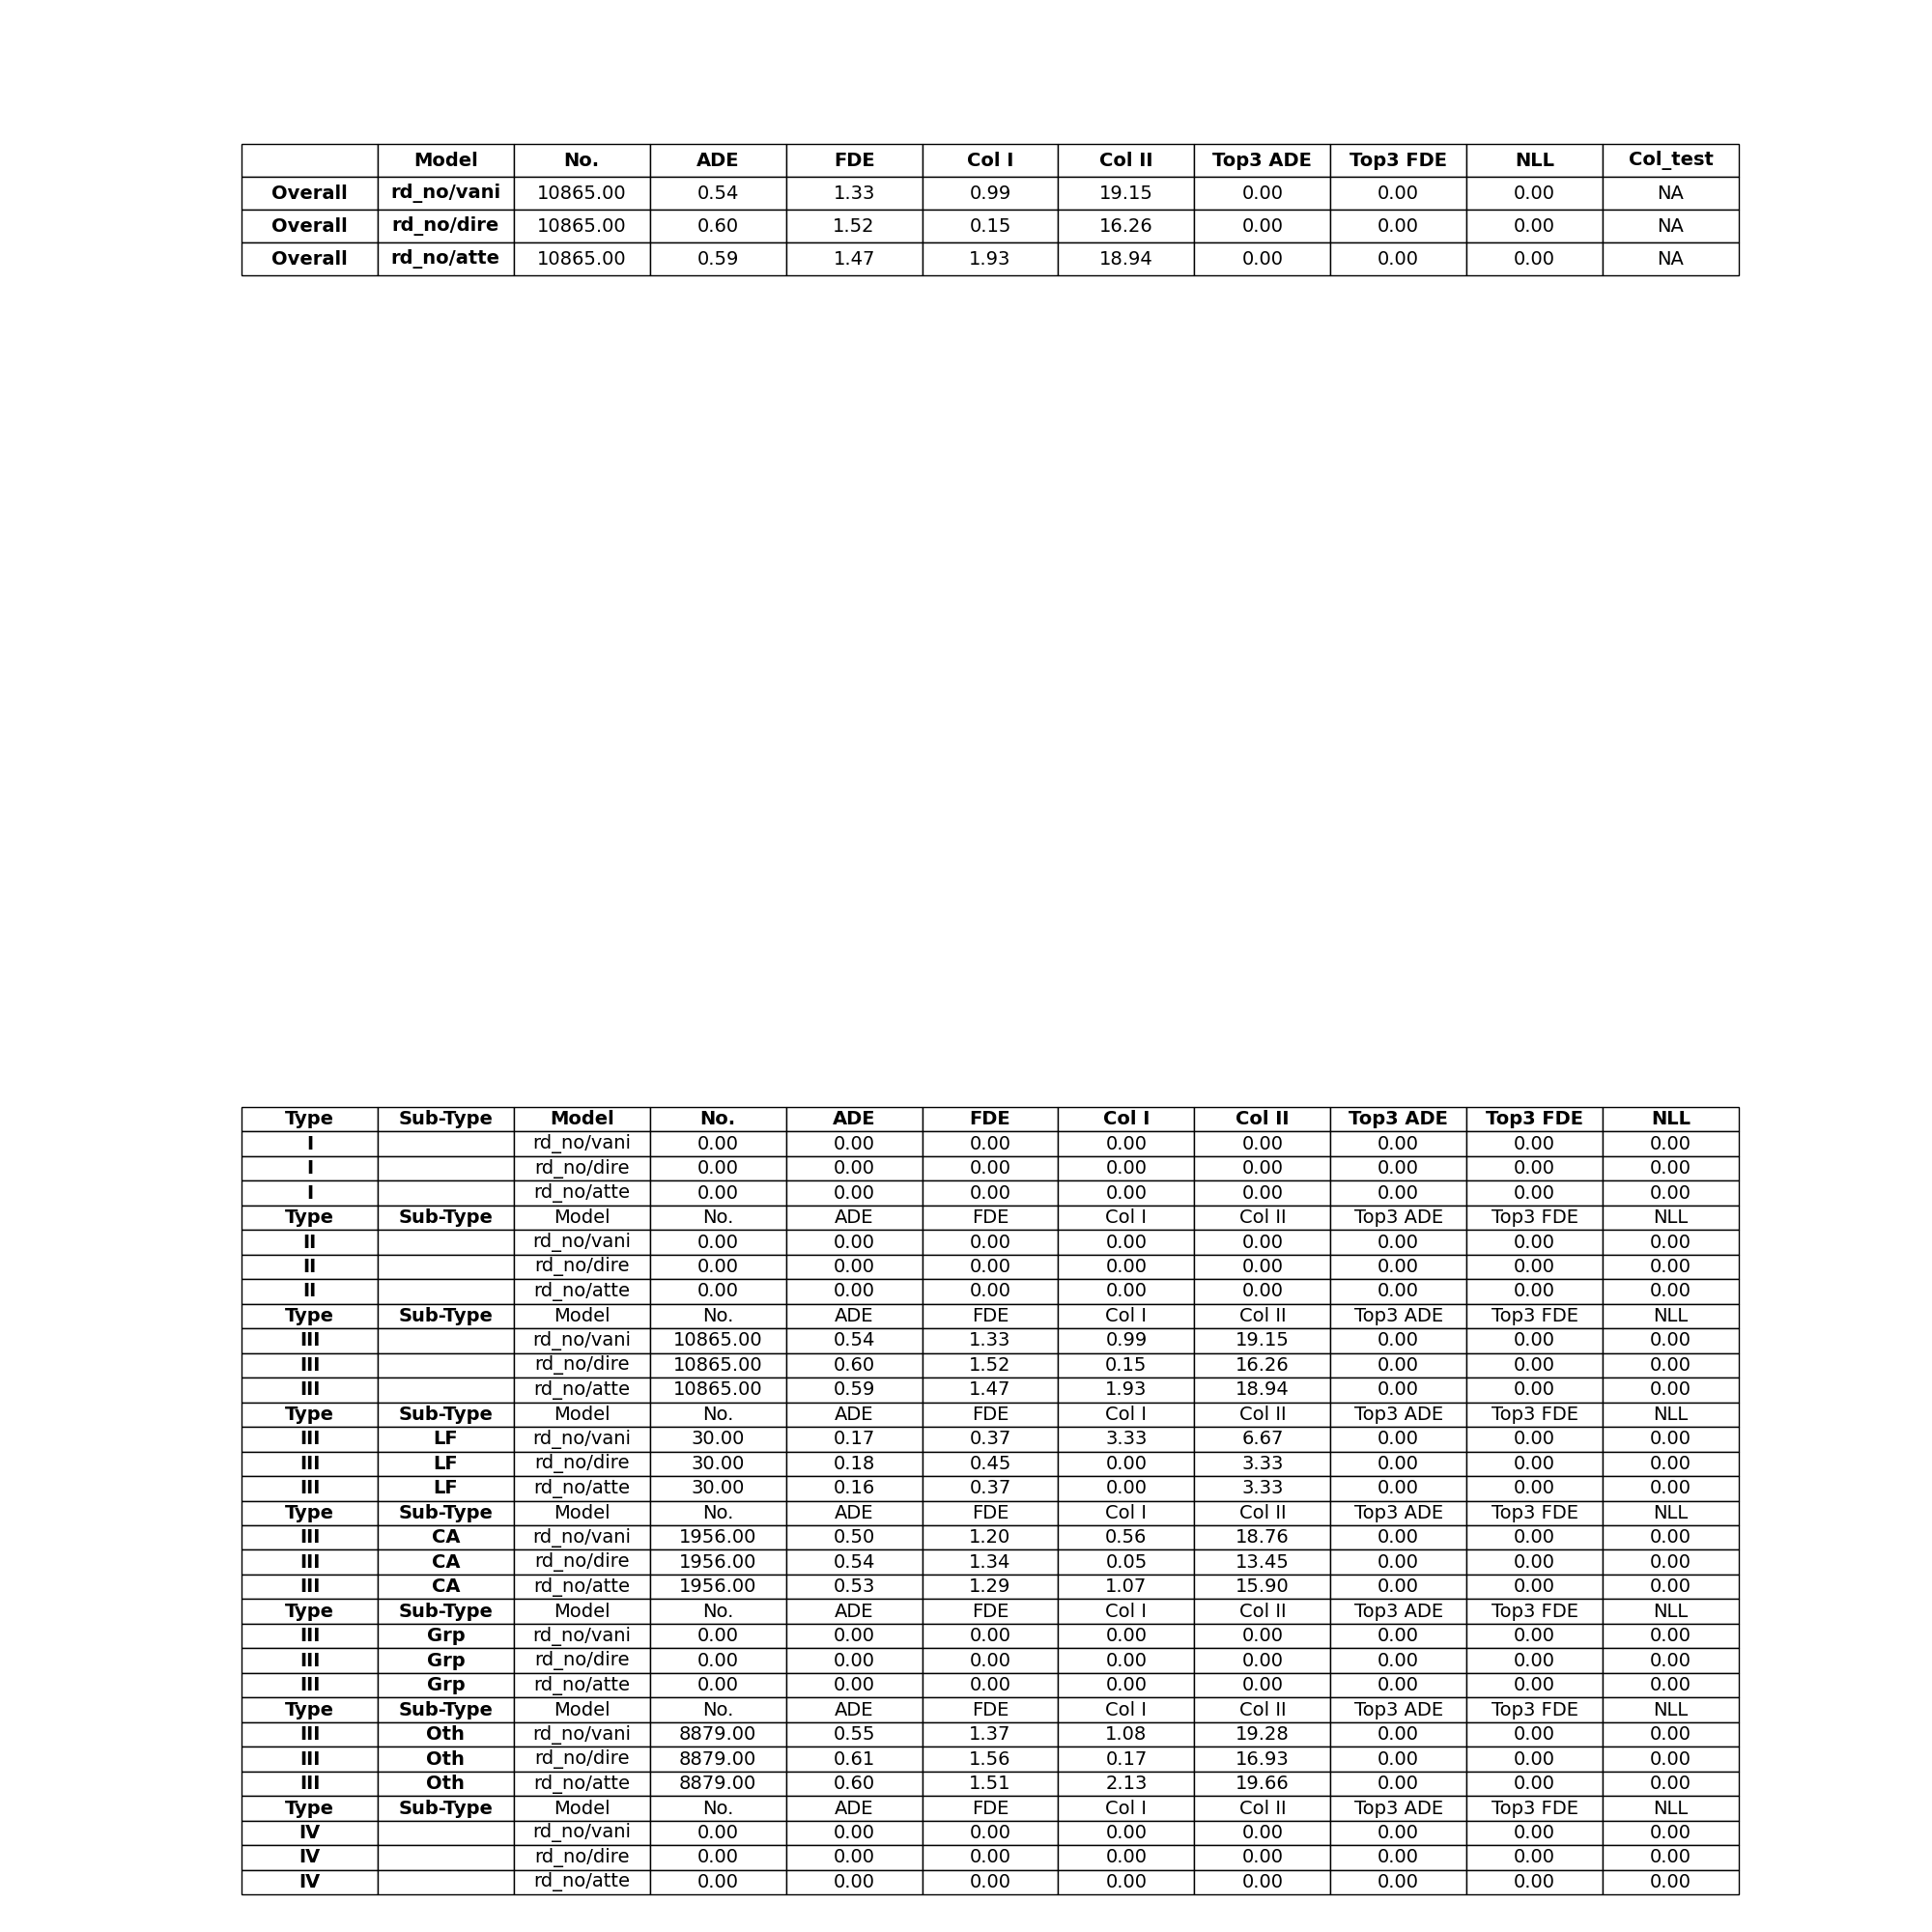 Model No. ADE FDE Col I Col II Top3 ADE Top3 FDE NLL Col_test
Overall rd_no/vani 10865.00 0.54 1.33 0.99 19.15 0.00 0.00 0.00 NA
Overall rd_no/dire 10865.00 0.60 1.52 0.15 16.26 0.00 0.00 0.00 NA
Overall rd_no/atte 10865.00 0.59 1.47 1.93 18.94 0.00 0.00 0.00 NA
Type Sub-Type Model No. ADE FDE Col I Col II Top3 ADE Top3 FDE NLL
I rd_no/vani 0.00 0.00 0.00 0.00 0.00 0.00 0.00 0.00
I rd_no/dire 0.00 0.00 0.00 0.00 0.00 0.00 0.00 0.00
I rd_no/atte 0.00 0.00 0.00 0.00 0.00 0.00 0.00 0.00
Type Sub-Type Model No. ADE FDE Col I Col II Top3 ADE Top3 FDE NLL
II rd_no/vani 0.00 0.00 0.00 0.00 0.00 0.00 0.00 0.00
II rd_no/dire 0.00 0.00 0.00 0.00 0.00 0.00 0.00 0.00
II rd_no/atte 0.00 0.00 0.00 0.00 0.00 0.00 0.00 0.00
Type Sub-Type Model No. ADE FDE Col I Col II Top3 ADE Top3 FDE NLL
III rd_no/vani 10865.00 0.54 1.33 0.99 19.15 0.00 0.00 0.00
III rd_no/dire 10865.00 0.60 1.52 0.15 16.26 0.00 0.00 0.00
III rd_no/atte 10865.00 0.59 1.47 1.93 18.94 0.00 0.00 0.00
Type Sub-Type Model No. ADE FDE Col I Col II Top3 ADE Top3 FDE NLL
III LF rd_no/vani 30.00 0.17 0.37 3.33 6.67 0.00 0.00 0.00
III LF rd_no/dire 30.00 0.18 0.45 0.00 3.33 0.00 0.00 0.00
III LF rd_no/atte 30.00 0.16 0.37 0.00 3.33 0.00 0.00 0.00
Type Sub-Type Model No. ADE FDE Col I Col II Top3 ADE Top3 FDE NLL
III CA rd_no/vani 1956.00 0.50 1.20 0.56 18.76 0.00 0.00 0.00
III CA rd_no/dire 1956.00 0.54 1.34 0.05 13.45 0.00 0.00 0.00
III CA rd_no/atte 1956.00 0.53 1.29 1.07 15.90 0.00 0.00 0.00
Type Sub-Type Model No. ADE FDE Col I Col II Top3 ADE Top3 FDE NLL
III Grp rd_no/vani 0.00 0.00 0.00 0.00 0.00 0.00 0.00 0.00
III Grp rd_no/dire 0.00 0.00 0.00 0.00 0.00 0.00 0.00 0.00
III Grp rd_no/atte 0.00 0.00 0.00 0.00 0.00 0.00 0.00 0.00
Type Sub-Type Model No. ADE FDE Col I Col II Top3 ADE Top3 FDE NLL
III Oth rd_no/vani 8879.00 0.55 1.37 1.08 19.28 0.00 0.00 0.00
III Oth rd_no/dire 8879.00 0.61 1.56 0.17 16.93 0.00 0.00 0.00
III Oth rd_no/atte 8879.00 0.60 1.51 2.13 19.66 0.00 0.00 0.00
Type Sub-Type Model No. ADE FDE Col I Col II Top3 ADE Top3 FDE NLL
IV rd_no/vani 0.00 0.00 0.00 0.00 0.00 0.00 0.00 0.00
IV rd_no/dire 0.00 0.00 0.00 0.00 0.00 0.00 0.00 0.00
IV rd_no/atte 0.00 0.00 0.00 0.00 0.00 0.00 0.00 0.00